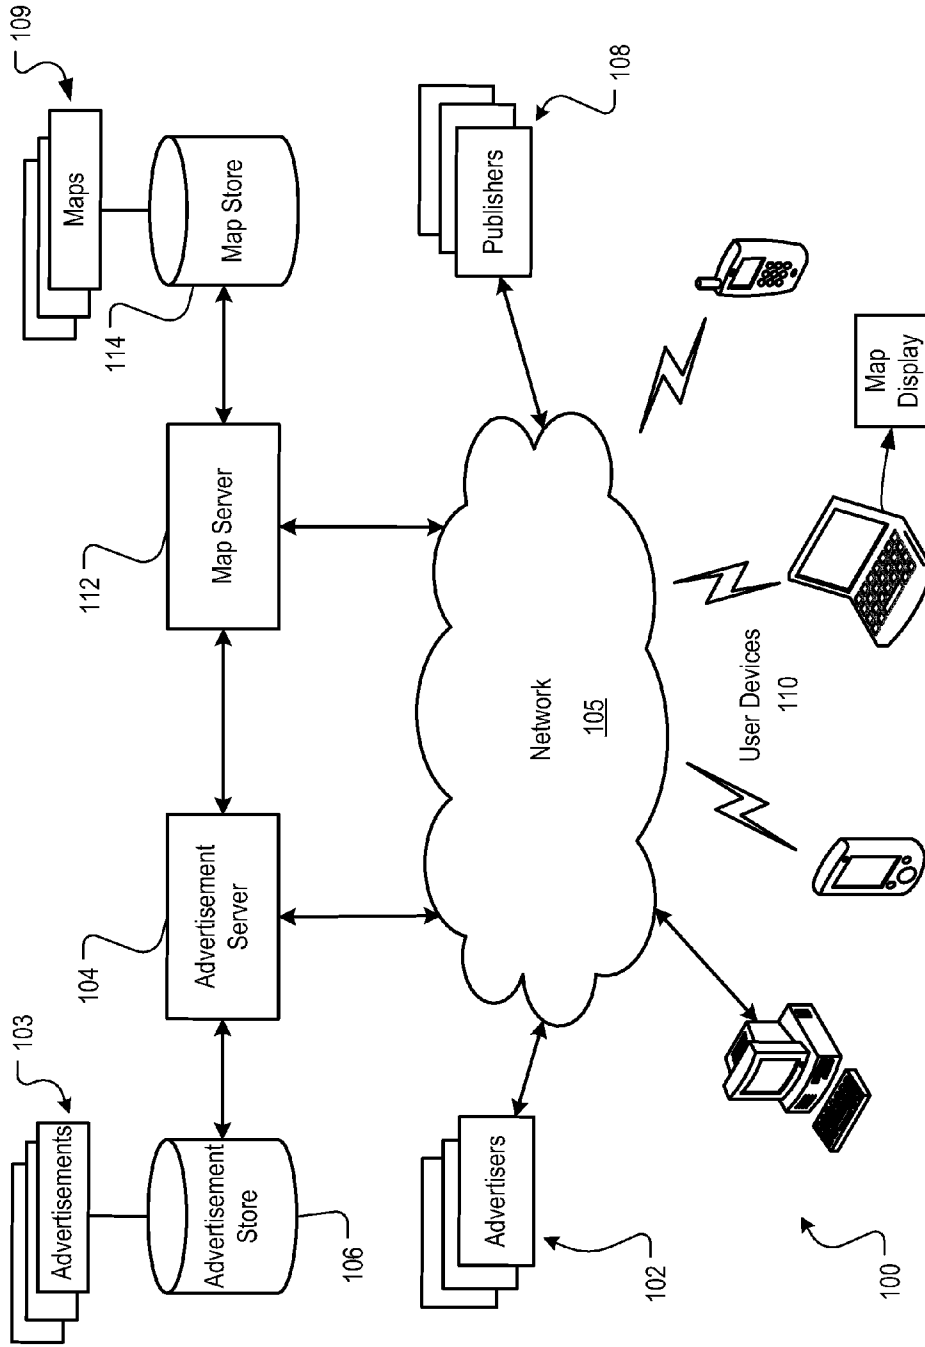 103
Advertisements
Advertisement
Store
106
104
Advertisement
Server
112
Map Server
109
Maps
Map Store
114
Advertisers
102
Network
105
Publishers
108
User Devices
110
Map
Display
100